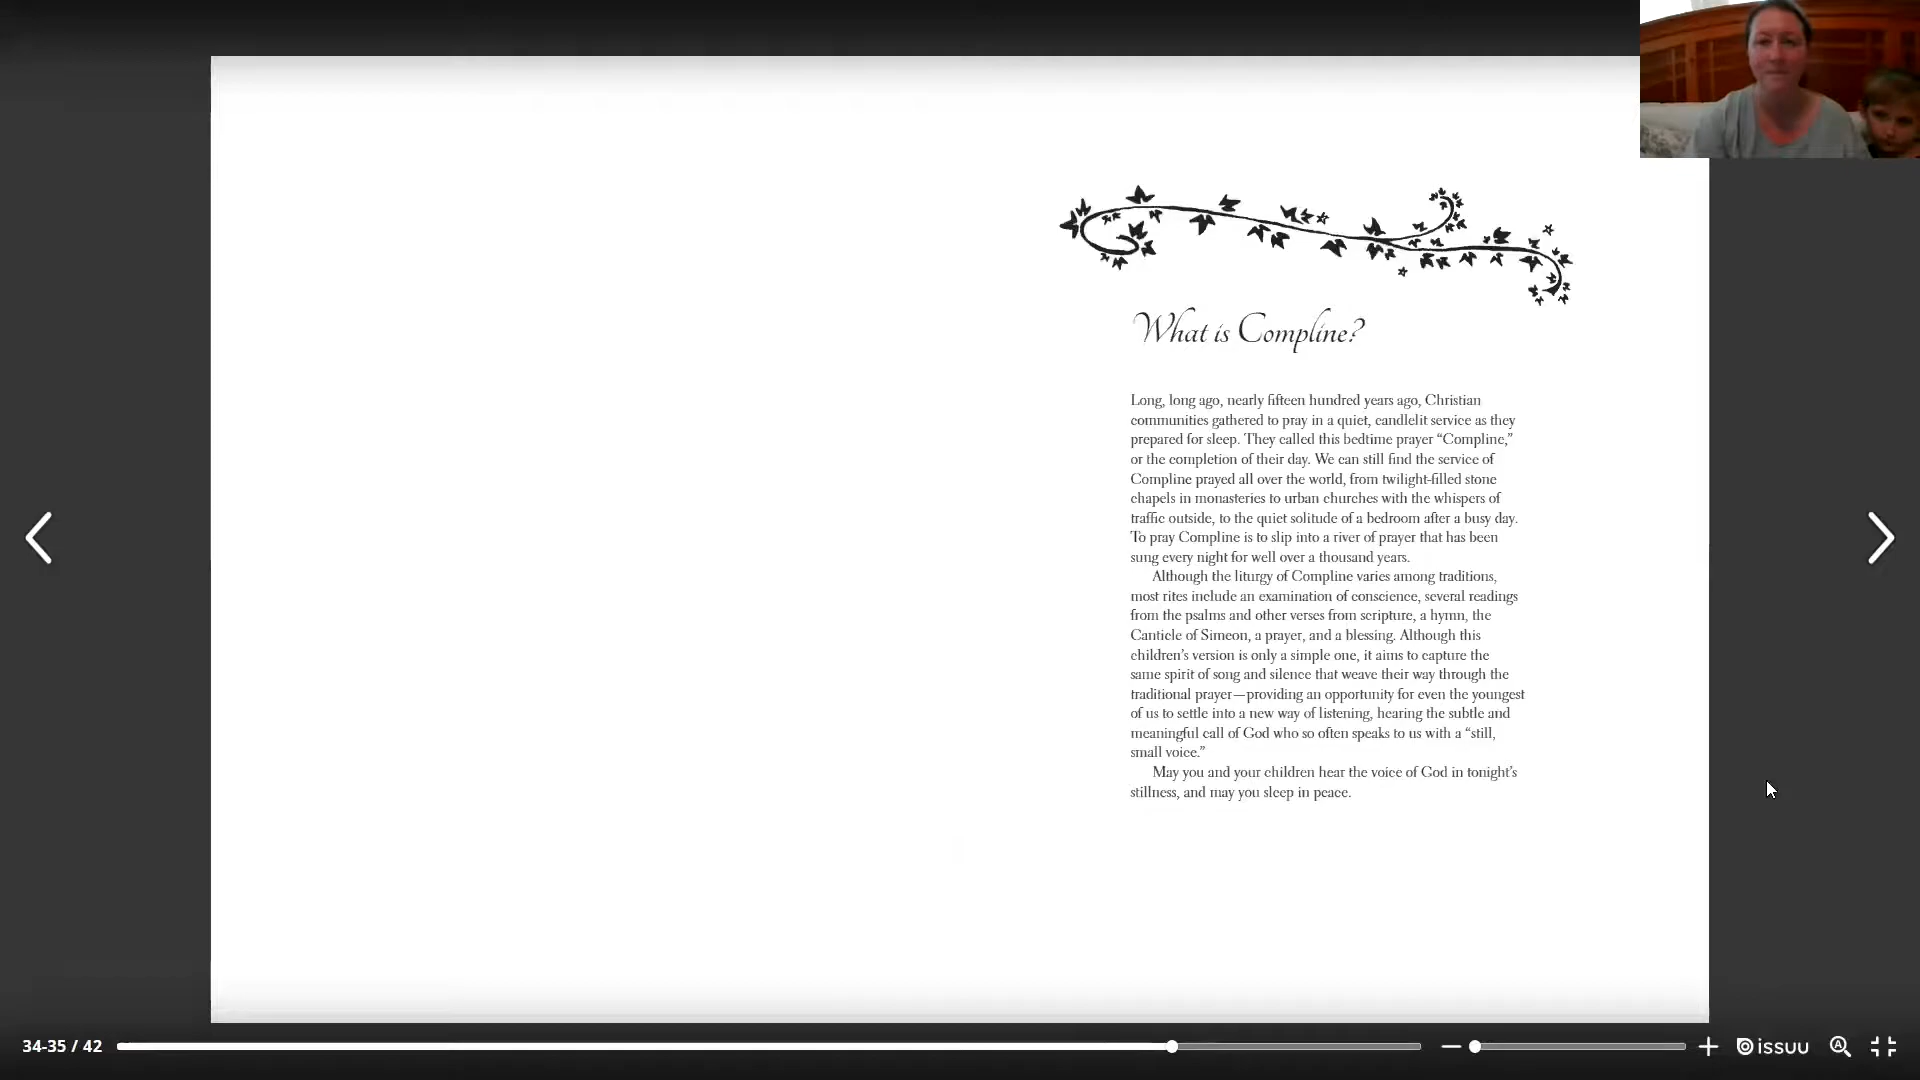 What is Compline?
Long, long ago, nearly fifteen hundred years ago, Christian
communities gathered to pray in a quiet, candlelit service as they
prepared for sleep. They called this bedtime prayer “Compline,”
or the completion of their day. We can still find the service of
Compline prayed all over the world, from twilight-filled stone
chapels in monasteries to urban churches with the whispers of
traffic outside, to the quiet solitude of a bedroom after a busy day.
To pray Compline is to slip into a river of prayer that has been
sung every night for well over a thousand years.
Although the liturgy of Compline varies among traditions,
most rites include an examination of conscience, several readings
from the psalms and other verses from scripture, a hymn, the
Canticle of Simeon, a prayer, and a blessing. Although this
children’s version is only a simple one, it aims to capture the
same spirit of song and silence that weave their way through the
traditional prayer—providing an opportunity for even the youngest
of us to settle into a new way of listening, hearing the subtle and
meaningful call of God who so often speaks to us with a “still,
small voice.”
May you and your children hear the voice of God in tonight’s
stillness, and may you sleep in peace.
34-35 / 42
issuu